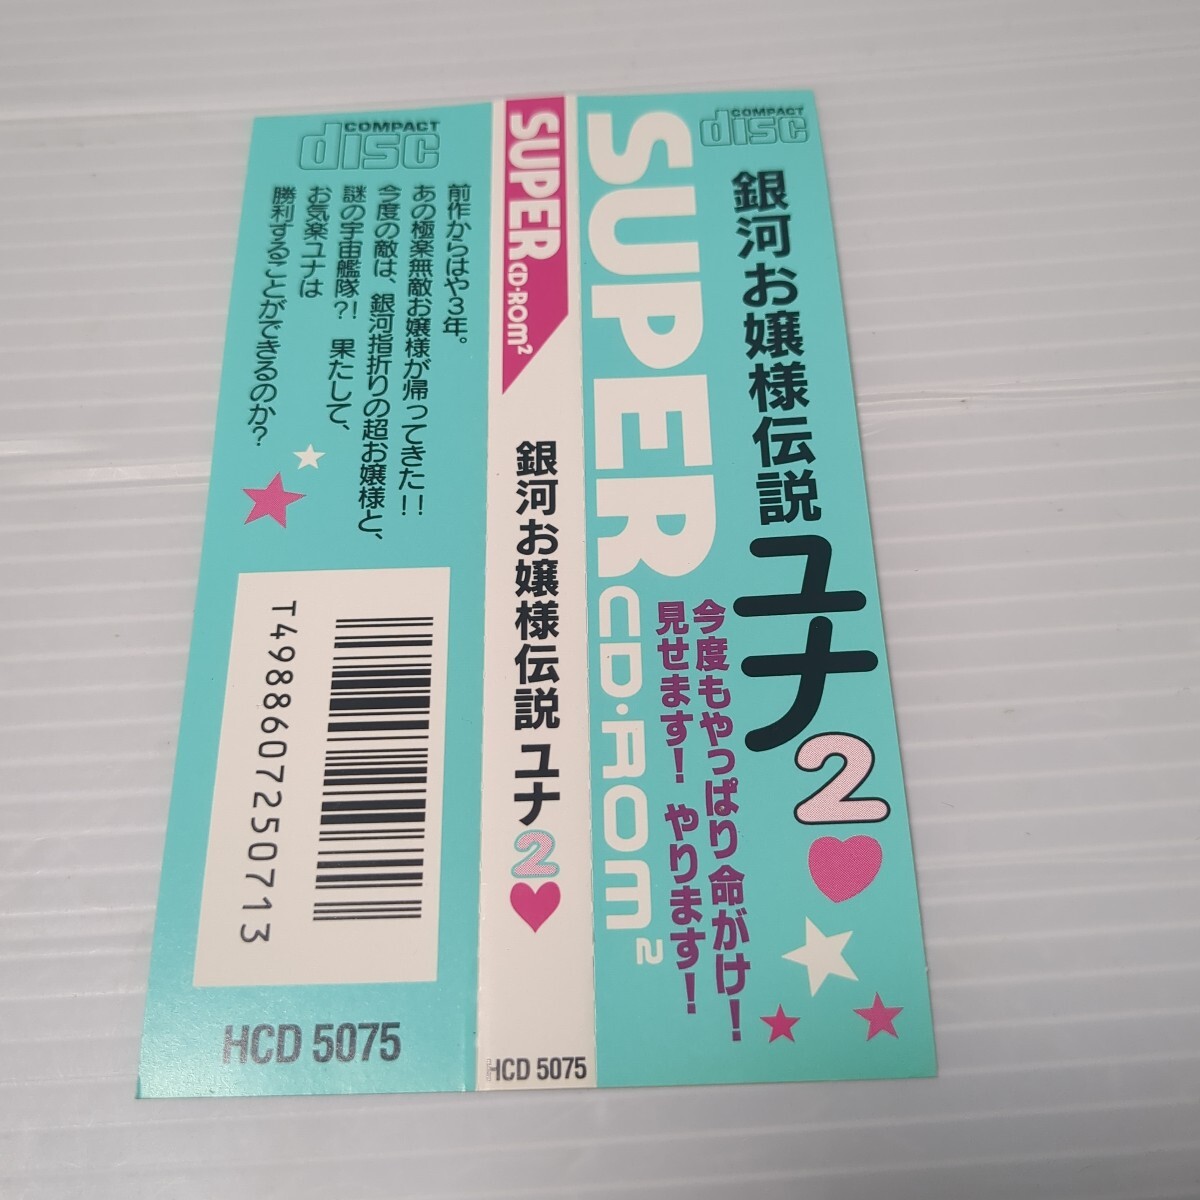 COMPACT
disc
銀河お嬢様伝説
ユナ2
SUPER CD・ROM²
今度もやっぱり命がけ!
見せます! やります!
SUPER CD・ROM²
銀河お嬢様伝説 ユナ2
HCD 5075
COMPACT
disc
前作からはや3年。
あの極楽無敵お嬢様が帰ってきた!!
今度の敵は、銀河指折りの超お嬢様と、
謎の宇宙艦隊?! 果たして、
お気楽ユナは
勝利することができるのか?
T4988607250713
HCD 5075